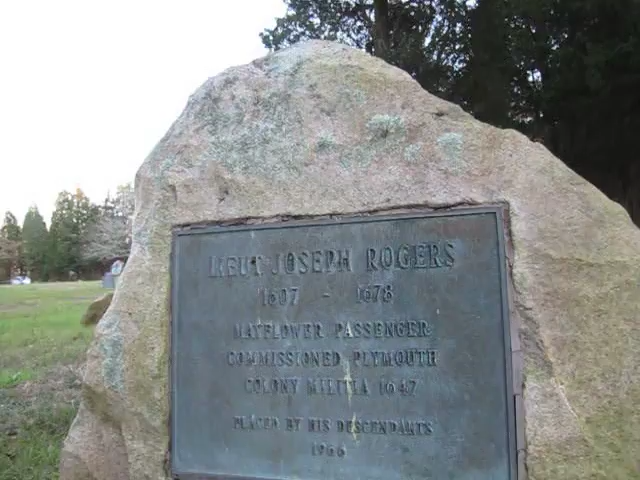 LIEUT JOSEPH ROGERS
1607 - 1678
MAYFLOWER PASSENGER
COMMISSIONED PLYMOUTH
COLONY MILITIA 1647
PLACED BY HIS DESCENDANTS
1966